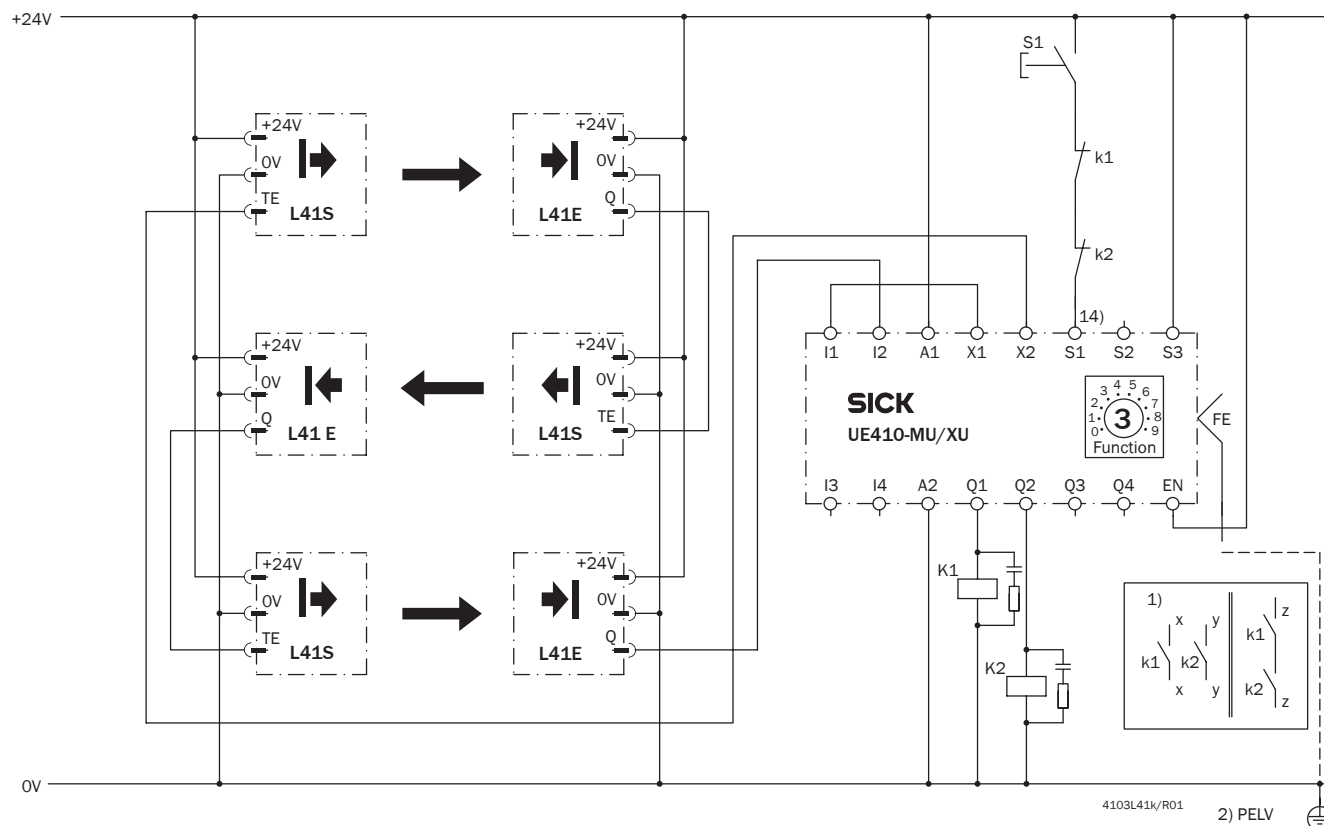 +24V
S1
+24V
0V
TE
L41S
+24V
0V
Q
L41E
k1
k2
14)
+24V
0V
Q
L41 E
+24V
0V
TE
L41S
I1 I2 A1 X1 X2 S1 S2 S3
SICK
UE410-MU/XU
0 1 2 3 4 5 6 7 8 9
3
Function
FE
I3 I4 A2 Q1 Q2 Q3 Q4 EN
+24V
0V
TE
L41S
+24V
0V
Q
L41E
K1
K2
1)
x y z
k1 k2 k1
x y k2 z
0V
4103L41k/R01
2) PELV